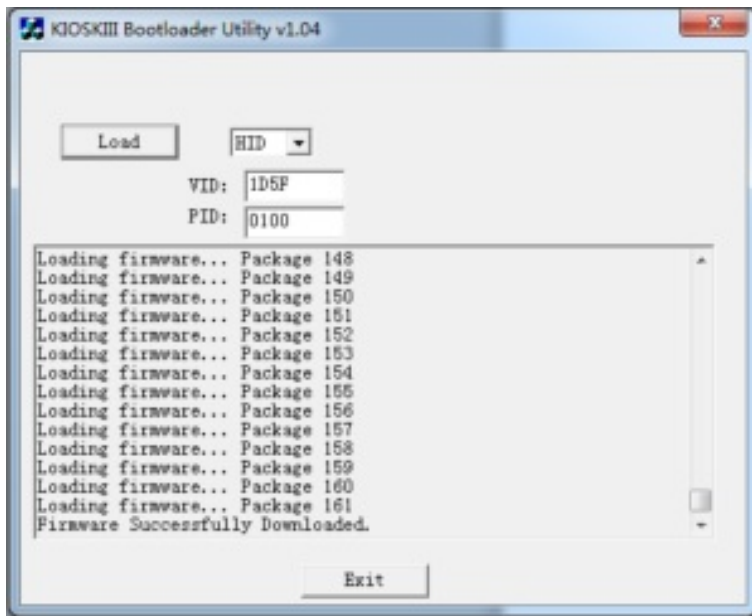 KIOSKIII Bootloader Utility v1.04
Load HID
VID: 1D5F
PID: 0100
Loading firmware... Package 148
Loading firmware... Package 149
Loading firmware... Package 150
Loading firmware... Package 151
Loading firmware... Package 152
Loading firmware... Package 153
Loading firmware... Package 154
Loading firmware... Package 155
Loading firmware... Package 156
Loading firmware... Package 157
Loading firmware... Package 158
Loading firmware... Package 159
Loading firmware... Package 160
Loading firmware... Package 161
Firmware Successfully Downloaded.
Exit